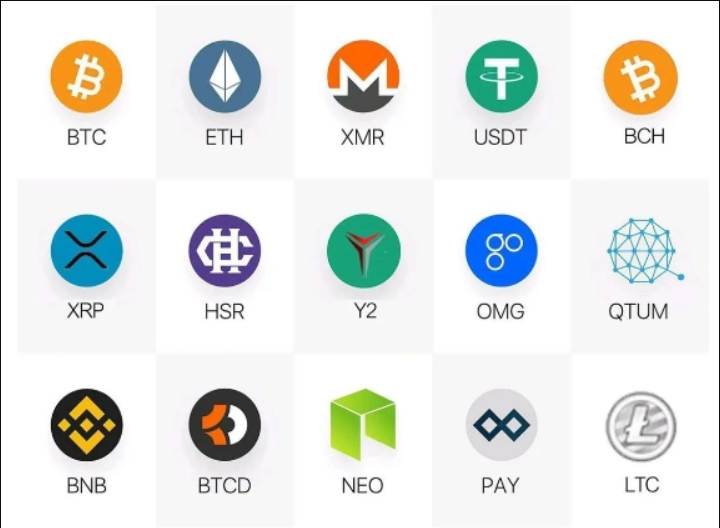 BTC
ETH
XMR
USDT
BCH
XRP
HSR
Y2
OMG
QTUM
BNB
BTCD
NEO
PAY
LTC